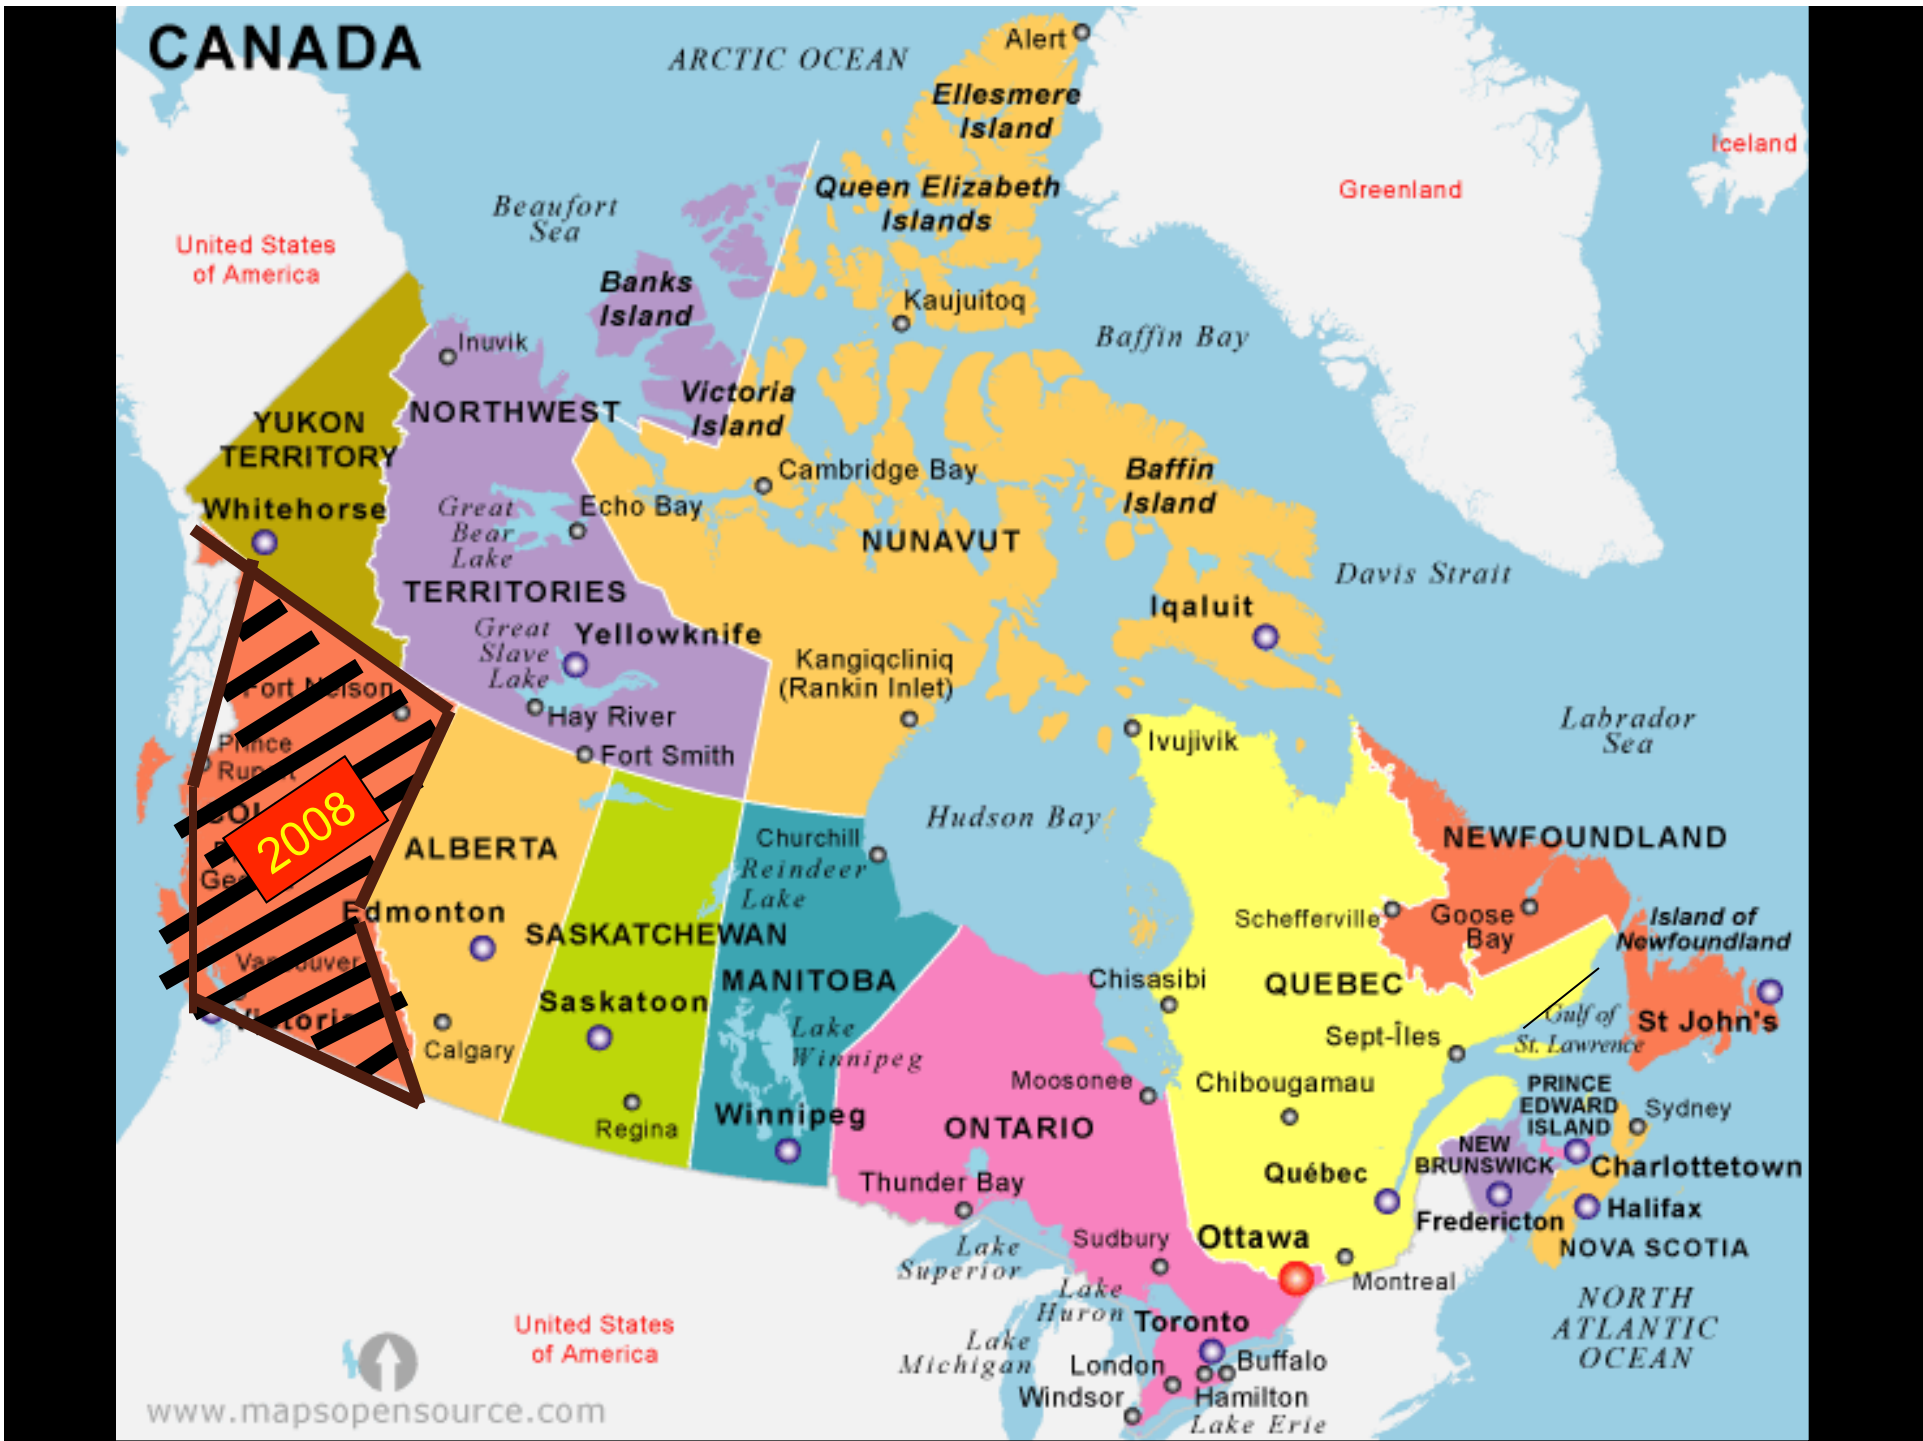 CANADA
ARCTIC OCEAN
Alert
Ellesmere
Island
Iceland
Greenland
Queen Elizabeth
Islands
Beaufort
Sea
United States
of America
Banks
Island
Kaujuitoq
Baffin Bay
Inuvik
Victoria
Island
NORTHWEST
YUKON
TERRITORY
Cambridge Bay
Baffin
Island
Whitehorse
Great
Bear
Lake
Echo Bay
NUNAVUT
Davis Strait
TERRITORIES
Iqaluit
Great
Slave
Lake
Yellowknife
Kangiqcliniq
(Rankin Inlet)
Fort Nelson
Hay River
Fort Smith
Ivujivik
Labrador
Sea
Prince
Rupert
2008
ALBERTA
Churchill
Reindeer
Lake
Hudson Bay
NEWFOUNDLAND
Edmonton
SASKATCHEWAN
Schefferville
Goose
Bay
Island of
Newfoundland
Vancouver
MANITOBA
Chisasibi
QUEBEC
Saskatoon
Lake
Winnipeg
Gulf of
St. Lawrence
St John's
Victoria
Sept-Îles
Calgary
Moosonee
Chibougamau
PRINCE
EDWARD
ISLAND
Sydney
Regina
Winnipeg
ONTARIO
NEW
BRUNSWICK
Charlottetown
Thunder Bay
Québec
Fredericton
Halifax
Lake
Superior
Sudbury
Ottawa
NOVA SCOTIA
Montreal
Lake
Huron
NORTH
ATLANTIC
OCEAN
United States
of America
Toronto
Lake
Michigan
London
Buffalo
Windsor
Hamilton
Lake Erie
www.mapsopensource.com